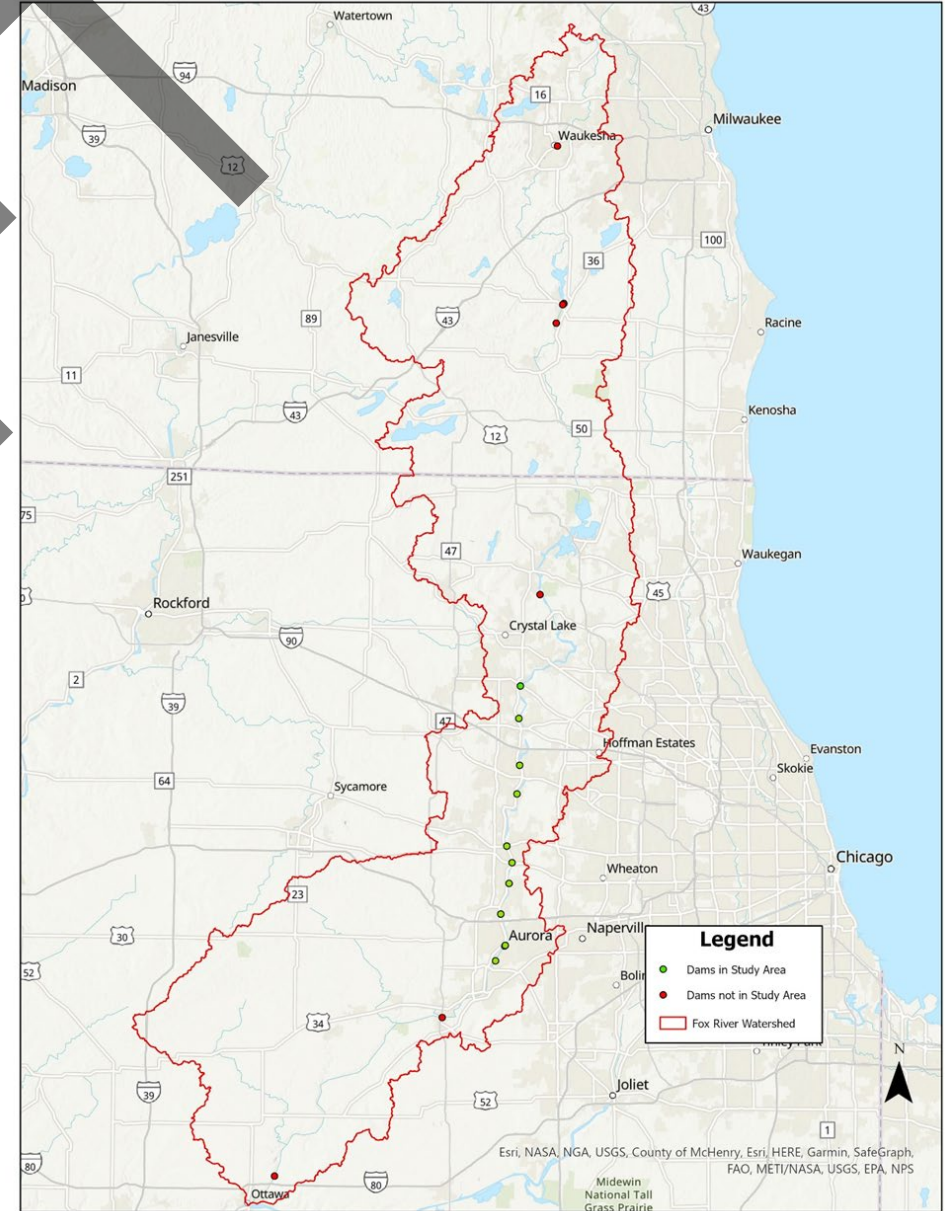 Watertown
43
94
Madison
16
Milwaukee
39
Waukesha
12
100
36
89
43
Racine
Janesville
11
43
Kenosha
50
12
251
75
47
Waukegan
45
Rockford
Crystal Lake
90
2
39
47
Hoffman Estates
Evanston
Skokie
64
Sycamore
Chicago
Wheaton
23
30
Aurora
Napervill
Legend
52
Bolin
Dams in Study Area
Dams not in Study Area
Fox River Watershed
34
N
39
Joliet
52
1
Esri, NASA, NGA, USGS, County of McHenry, Esri, HERE, Garmin, SafeGraph,
FAO, METI/NASA, USGS, EPA, NPS
80
80
Ottawa
Midewin
National Tall
Grass Prairie